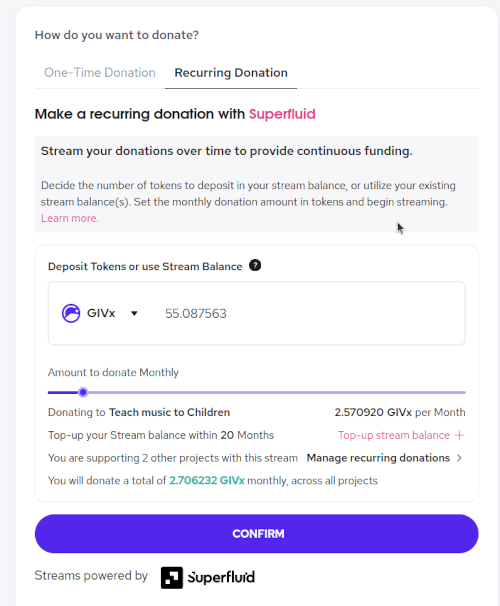 How do you want to donate?
One-Time Donation Recurring Donation
Make a recurring donation with Superfluid
Stream your donations over time to provide continuous funding.
Decide the number of tokens to deposit in your stream balance, or utilize your existing
stream balance(s). Set the monthly donation amount in tokens and begin streaming.
Learn more.
Deposit Tokens or use Stream Balance ?
GIVx 55.087563
Amount to donate Monthly
Donating to Teach music to Children 2.570920 GIVx per Month
Top-up your Stream balance within 20 Months Top-up stream balance +
You are supporting 2 other projects with this stream Manage recurring donations >
You will donate a total of 2.706232 GIVx monthly, across all projects
CONFIRM
Streams powered by Superfluid